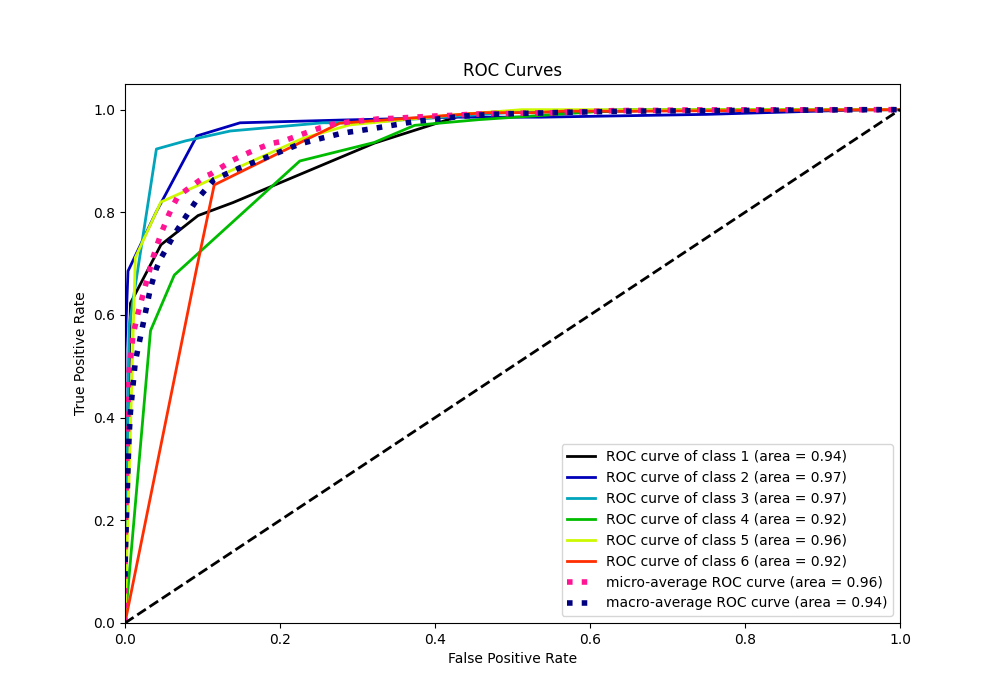 ROC Curves
True Positive Rate
1.0
0.8
0.6
0.4
0.2
0.0
ROC curve of class 1 (area = 0.94)
ROC curve of class 2 (area = 0.97)
ROC curve of class 3 (area = 0.97)
ROC curve of class 4 (area = 0.92)
ROC curve of class 5 (area = 0.96)
ROC curve of class 6 (area = 0.92)
micro-average ROC curve (area = 0.96)
macro-average ROC curve (area = 0.94)
0.0 0.2 0.4 0.6 0.8 1.0
False Positive Rate